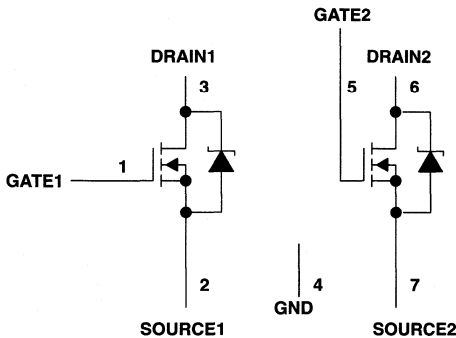 GATE2
DRAIN1
DRAIN2
3
5
6
1
GATE1
2
4
7
GND
SOURCE1
SOURCE2